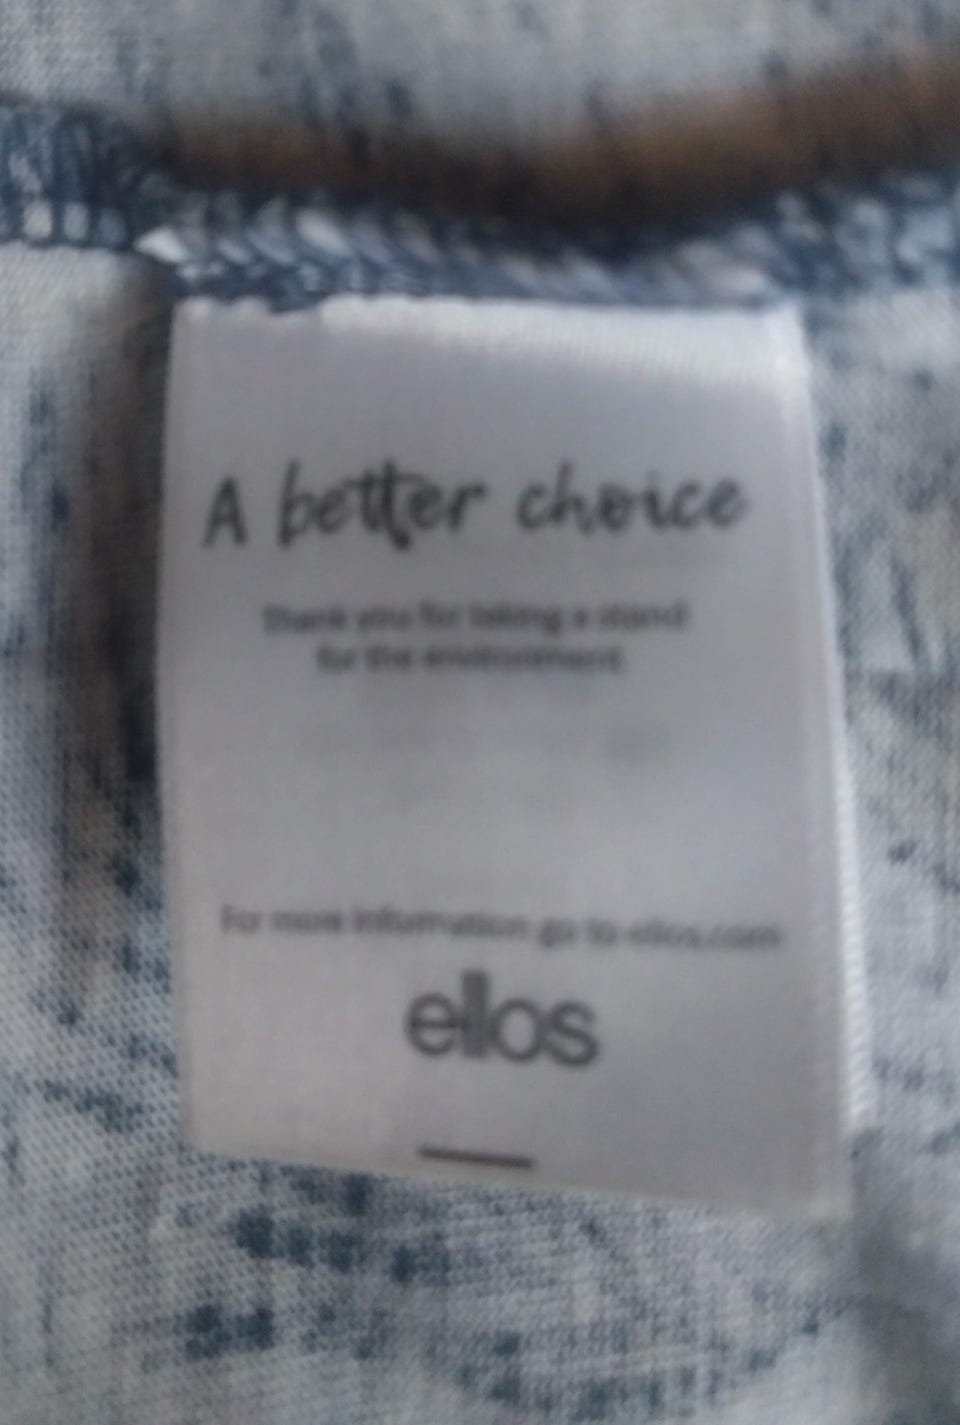 A better choice
Thank you for taking a stand
for the environment
For more information go to ellos.com
ellos